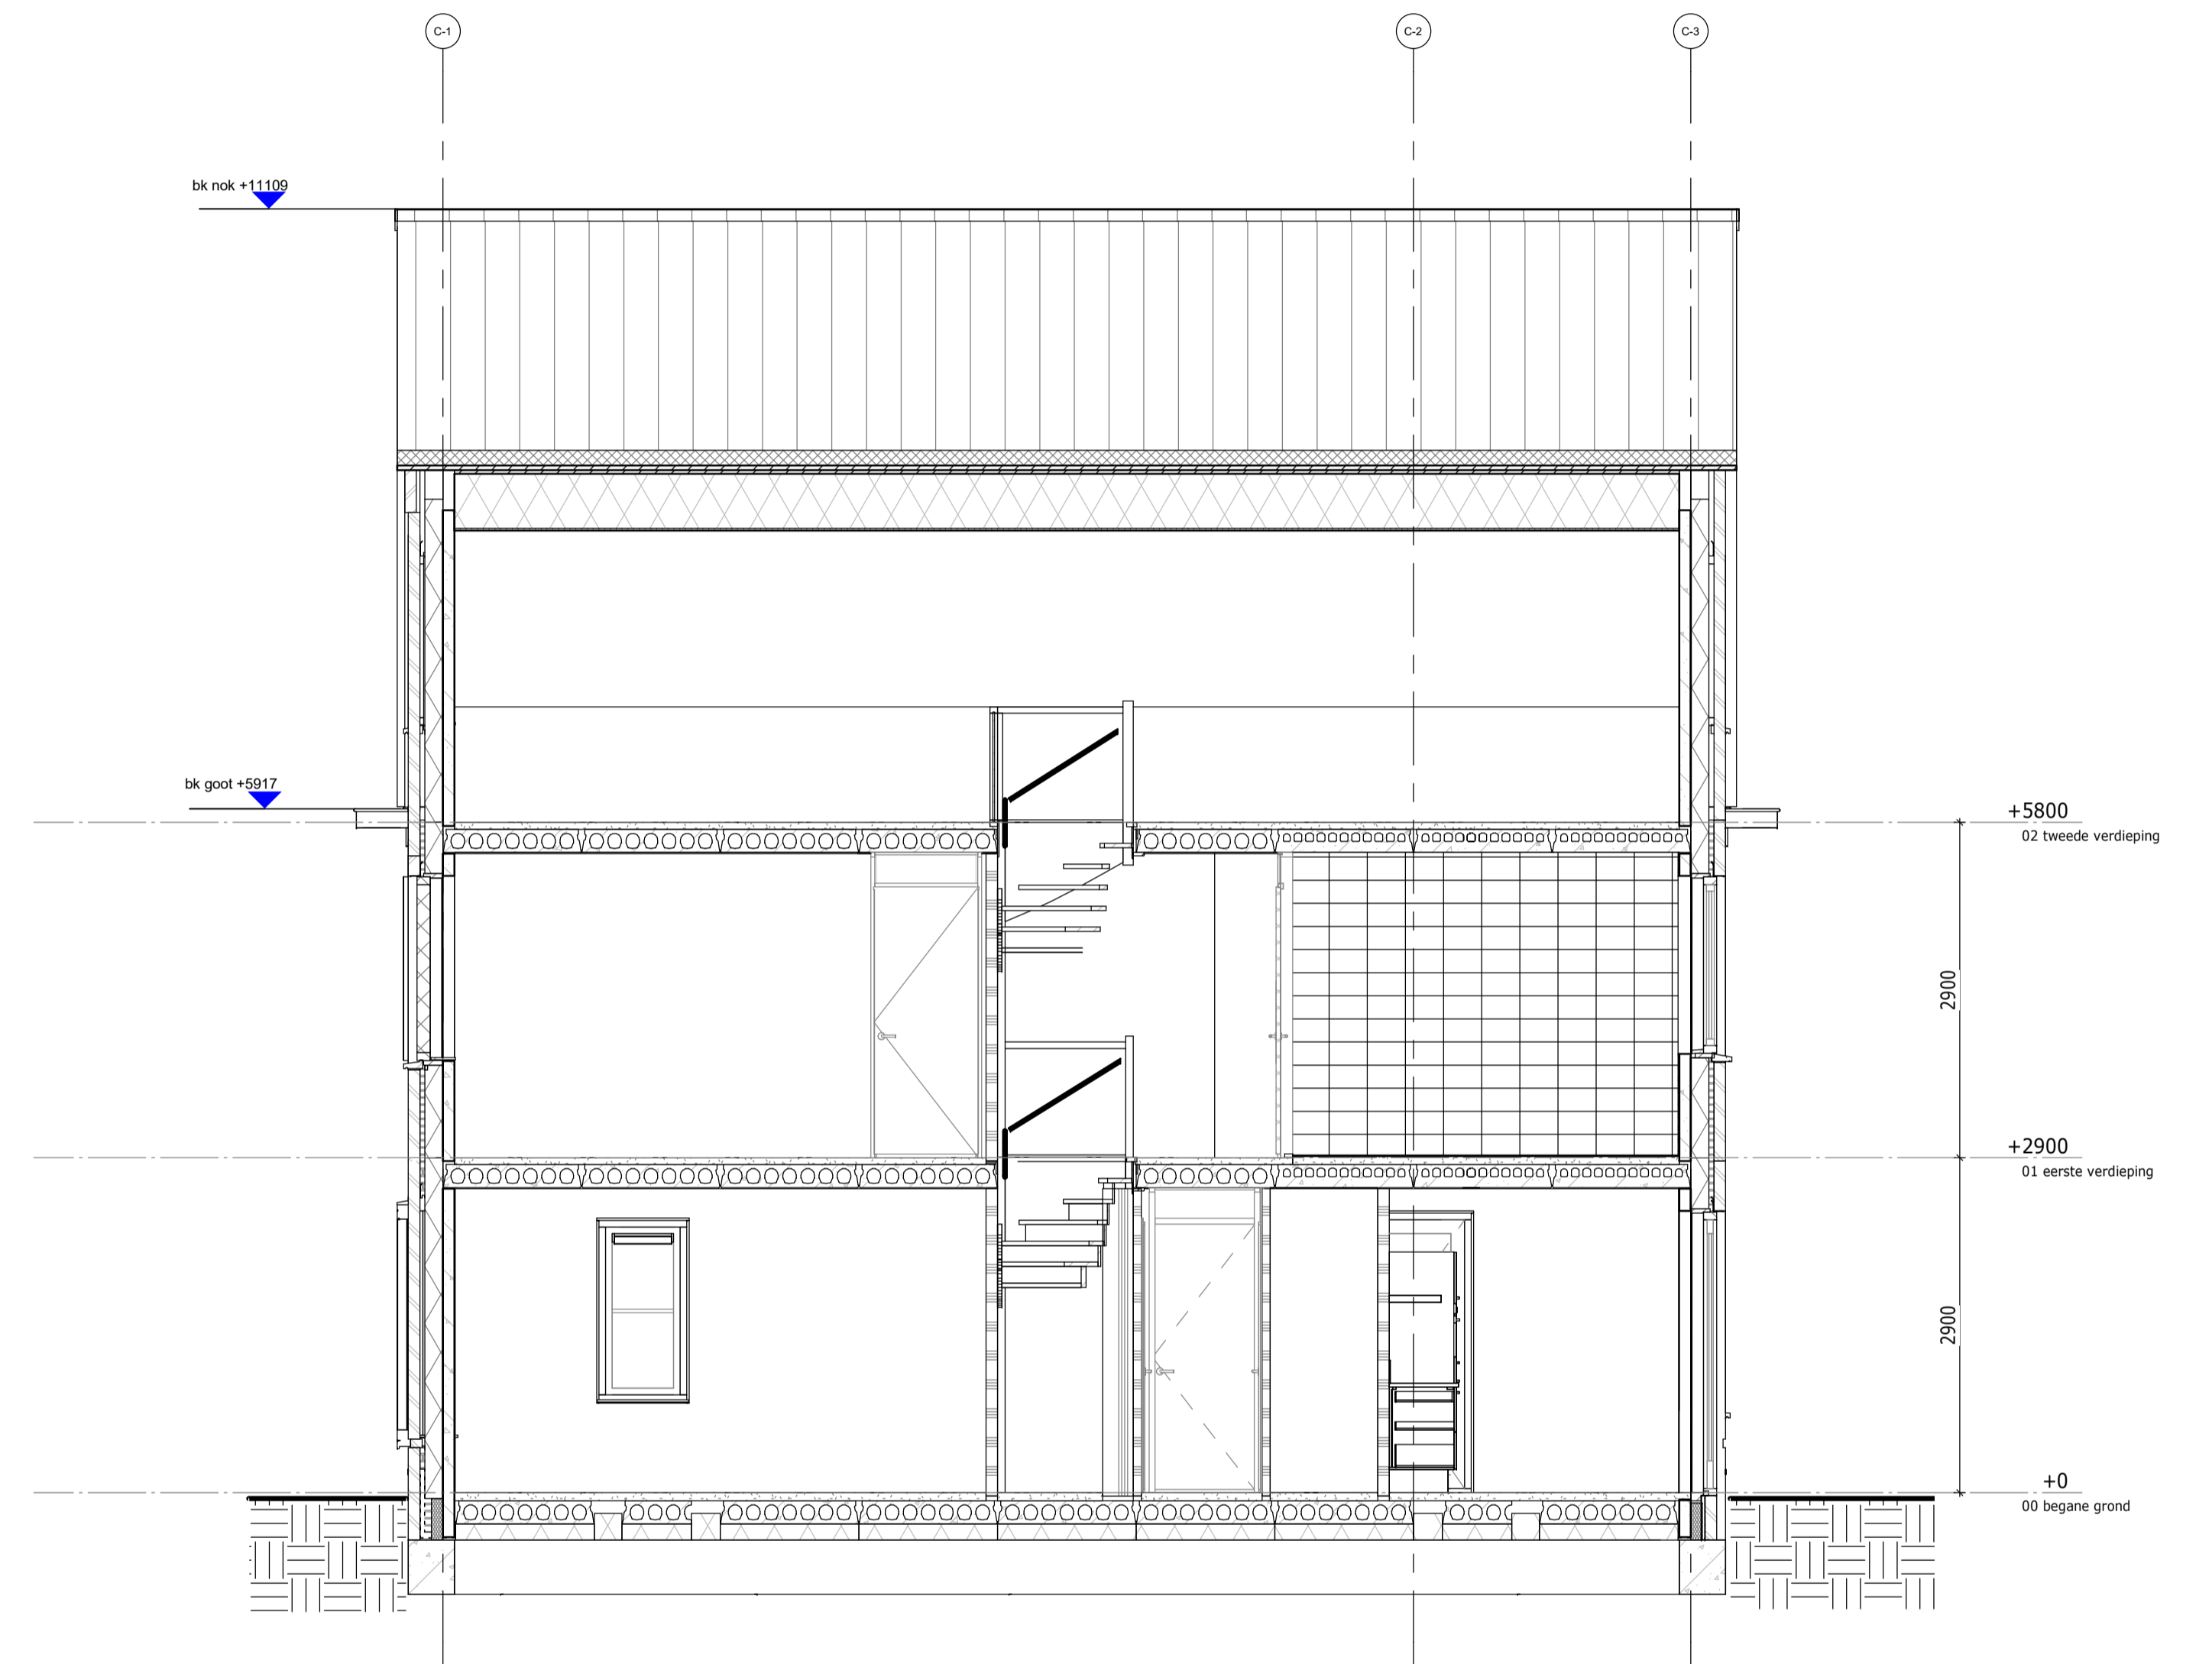 C-1
C-2
C-3
bk nok +11109
bk goot +5917
+5800
02 tweede verdieping
2900
+2900
01 eerste verdieping
2900
+0
00 begane grond